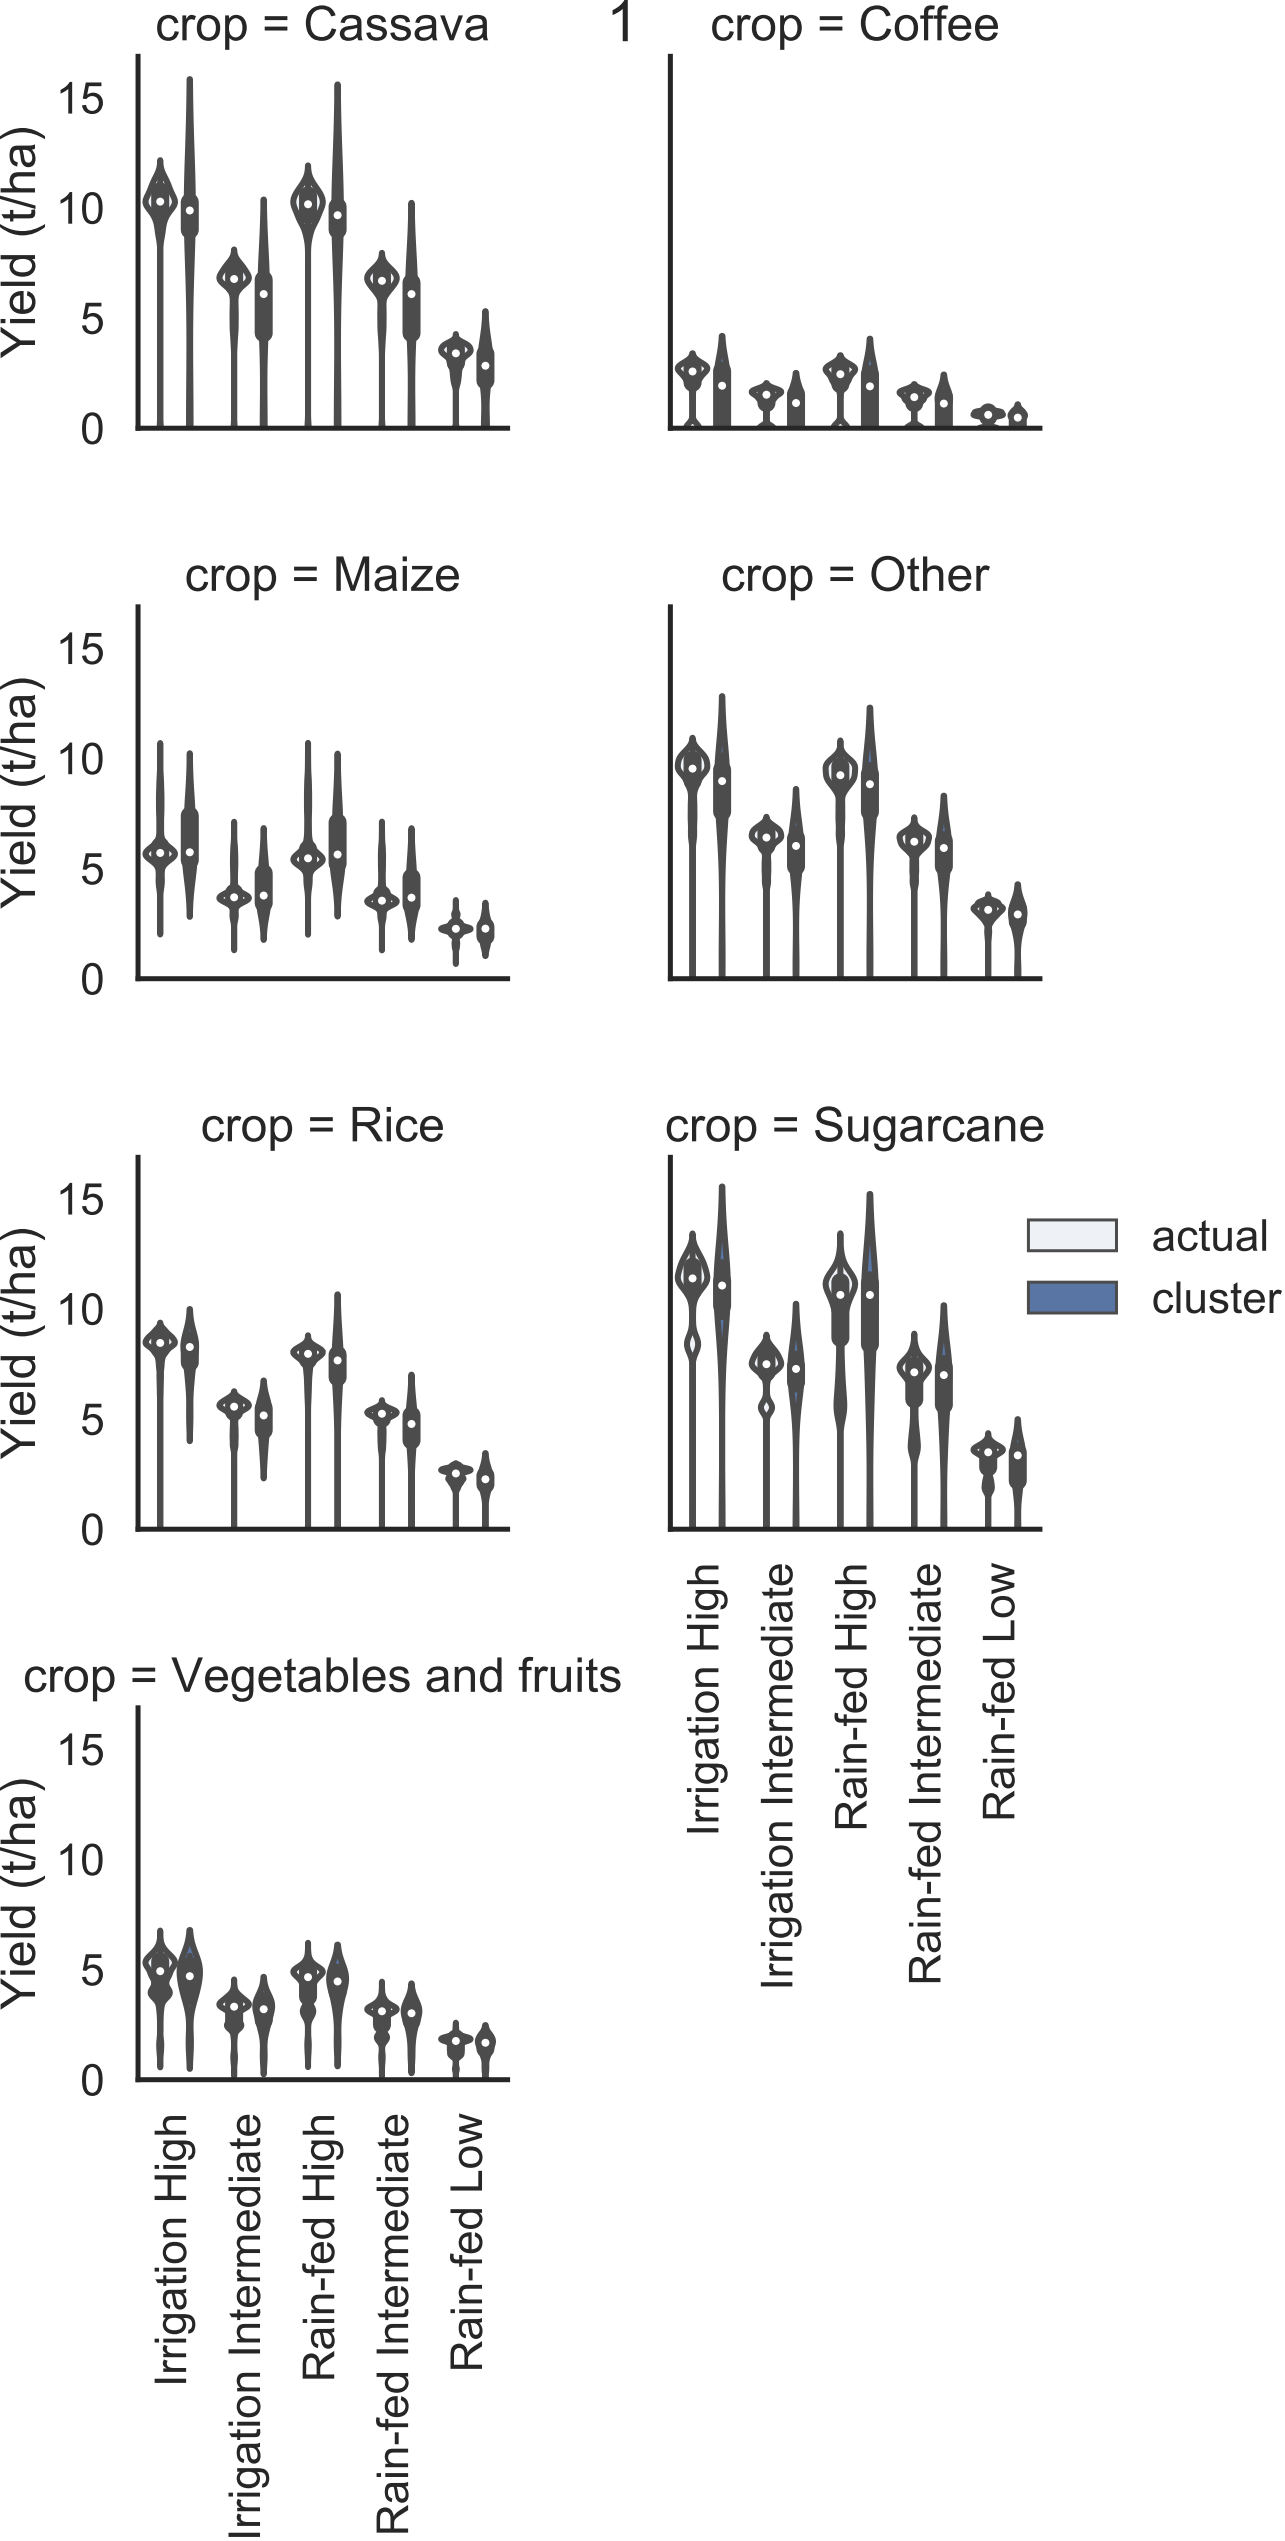 crop = Cassava
1
crop = Coffee
Yield (t/ha)
15
10
5
0
crop = Maize
crop = Other
Yield (t/ha)
15
10
5
0
crop = Rice
crop = Sugarcane
Yield (t/ha)
15
10
5
0
actual
cluster
Irrigation High
Irrigation Intermediate
Rain-fed High
Rain-fed Intermediate
Rain-fed Low
crop = Vegetables and fruits
Yield (t/ha)
15
10
5
0
Irrigation High
Irrigation Intermediate
Rain-fed High
Rain-fed Intermediate
Rain-fed Low